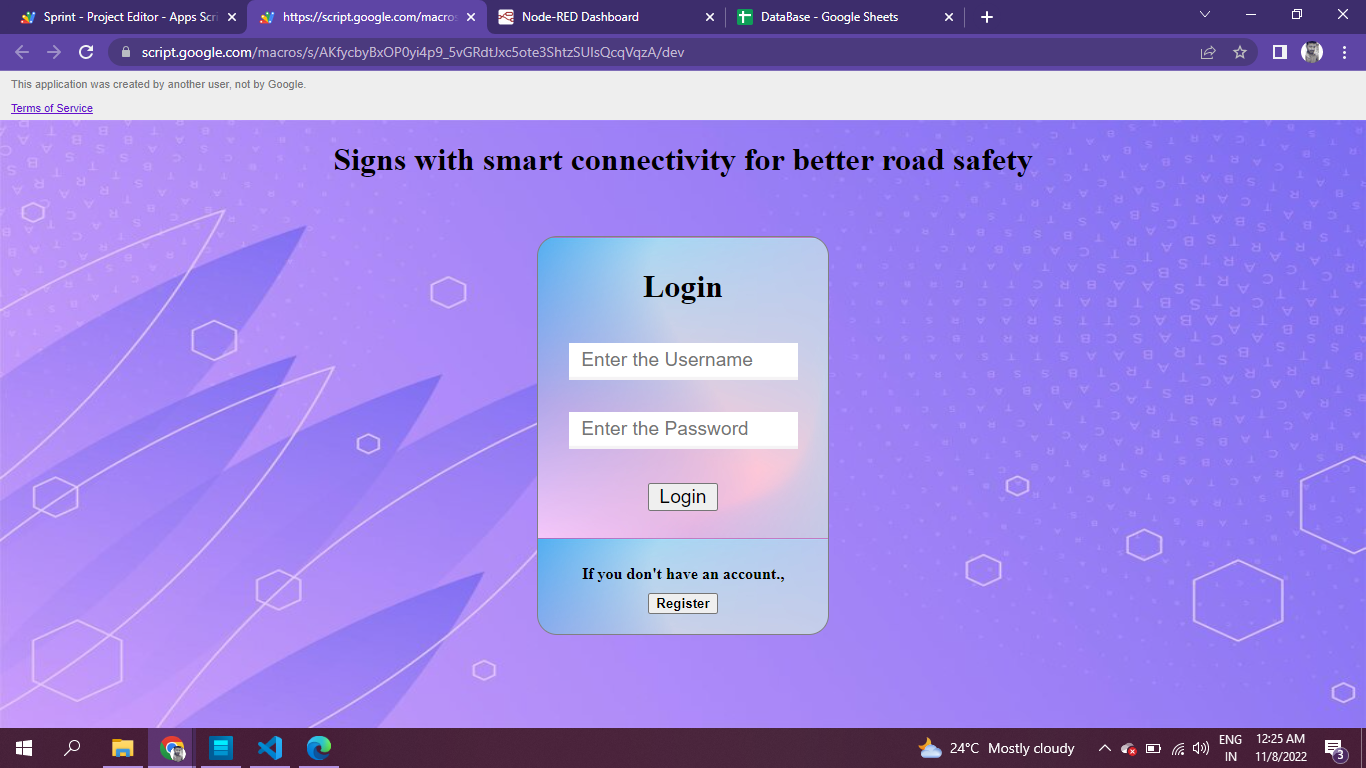 Sprint - Project Editor - Apps Scri
https://script.google.com/macros
Node-RED Dashboard
DataBase - Google Sheets
script.google.com/macros/s/AKfycbyBxOP0yi4p9_5vGRdtJxc5ote3ShtzSUIsQcqVqzA/dev
This application was created by another user, not by Google.
Terms of Service
Signs with smart connectivity for better road safety
Login
Enter the Username
Enter the Password
Login
If you don't have an account.,
Register
24°C Mostly cloudy
ENG
IN
12:25 AM
11/8/2022
3